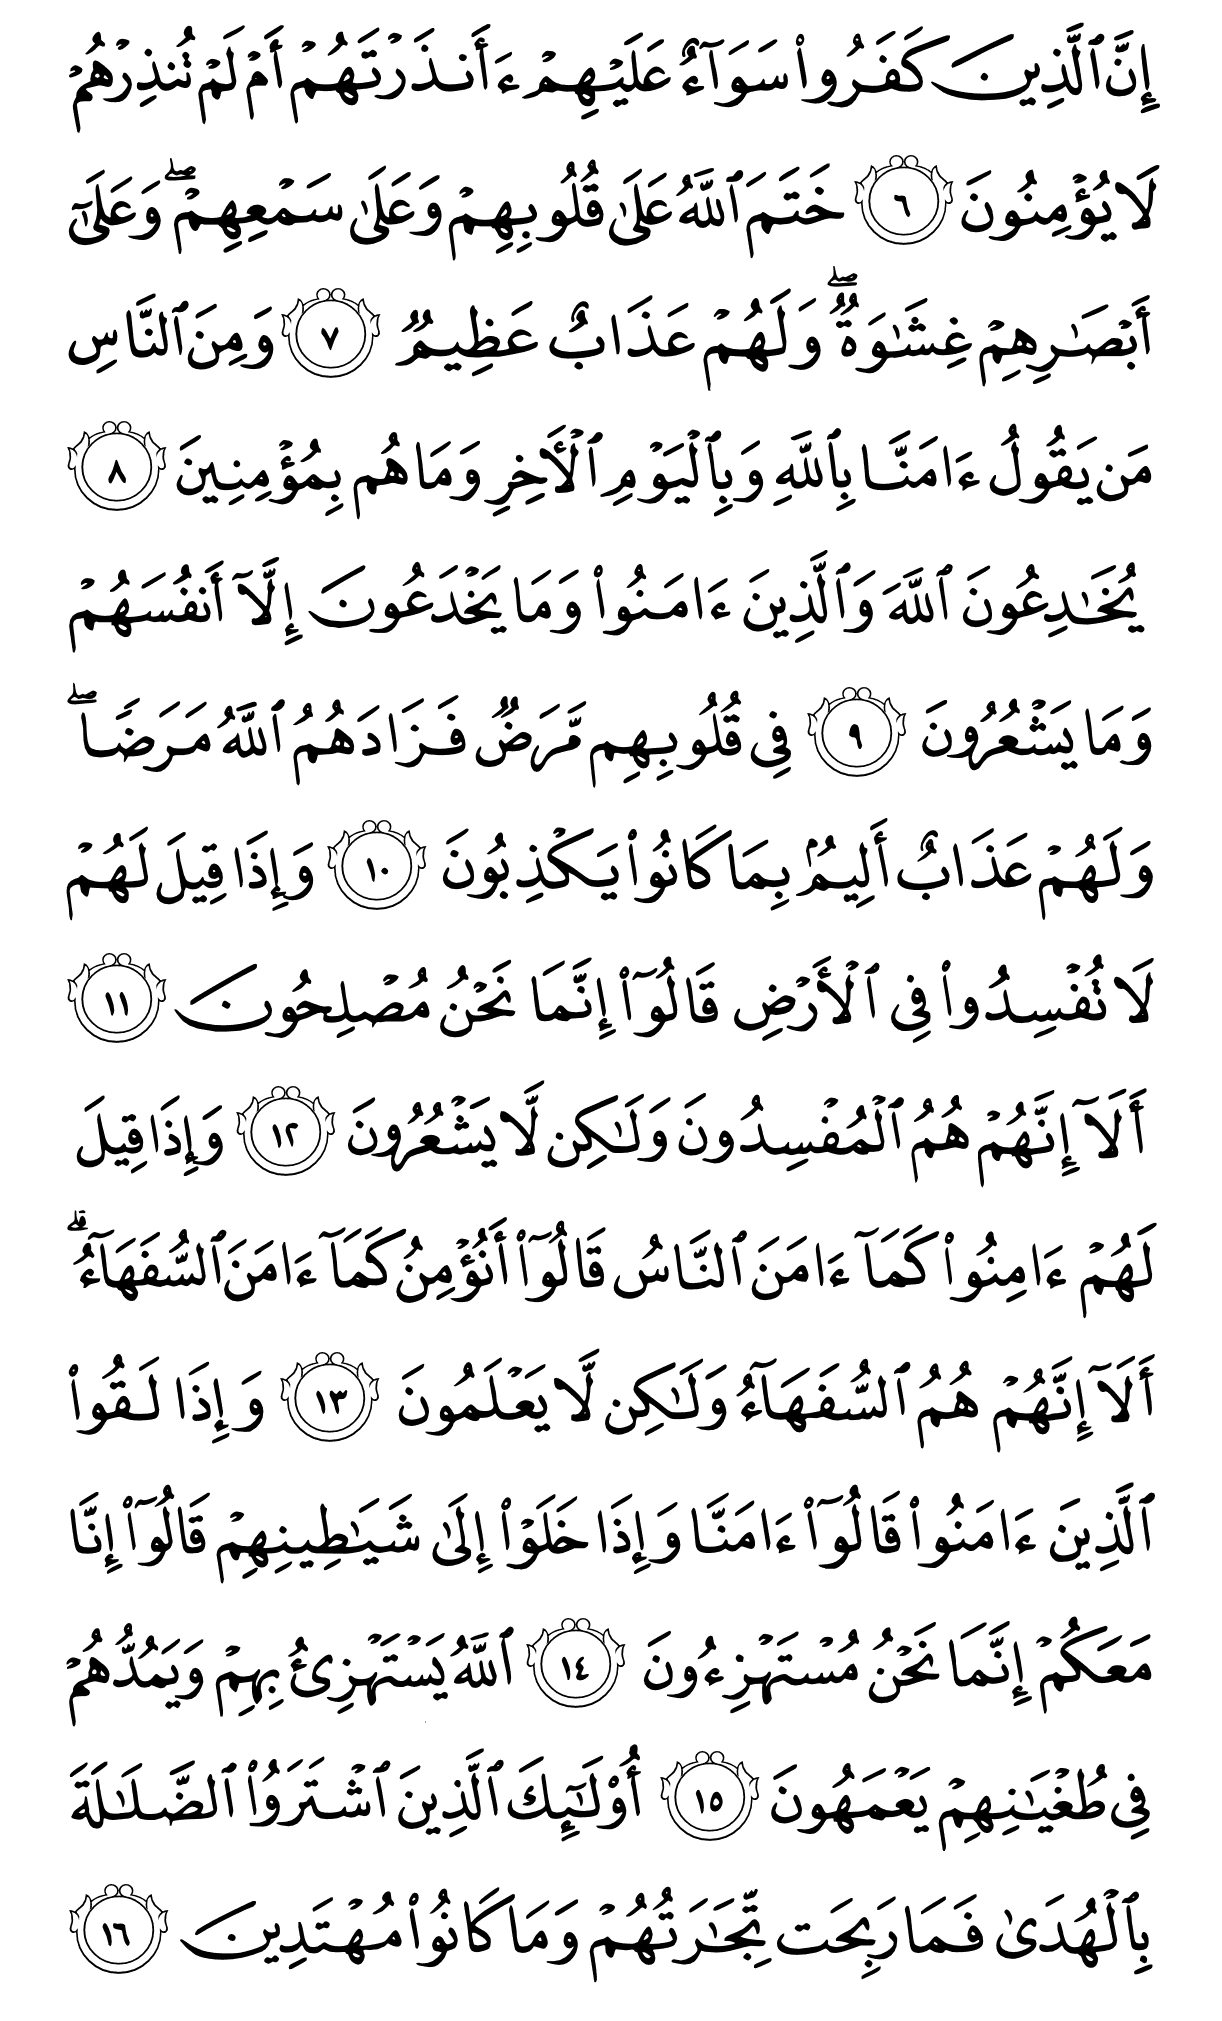 إِنَّ ٱلَّذِينَ كَفَرُوا۟ سَوَآءٌ عَلَيْهِمْ ءَأَنذَرْتَهُمْ أَمْ لَمْ تُنذِرْهُمْ
لَا يُؤْمِنُونَ ٦ خَتَمَ ٱللَّهُ عَلَىٰ قُلُوبِهِمْ وَعَلَىٰ سَمْعِهِمْ ۖ وَعَلَىٰٓ
أَبْصَـٰرِهِمْ غِشَـٰوَةٌ ۖ وَلَهُمْ عَذَابٌ عَظِيمٌ ٧ وَمِنَ ٱلنَّاسِ
مَن يَقُولُ ءَامَنَّا بِٱللَّهِ وَبِٱلْيَوْمِ ٱلْأَخِرِ وَمَا هُم بِمُؤْمِنِينَ ٨
يُخَـٰدِعُونَ ٱللَّهَ وَٱلَّذِينَ ءَامَنُوا۟ وَمَا يَخْدَعُونَ إِلَّآ أَنفُسَهُمْ
وَمَا يَشْعُرُونَ ٩ فِى قُلُوبِهِم مَّرَضٌ فَزَادَهُمُ ٱللَّهُ مَرَضًا ۖ
وَلَهُمْ عَذَابٌ أَلِيمٌۢ بِمَا كَانُوا۟ يَكْذِبُونَ ١٠ وَإِذَا قِيلَ لَهُمْ
لَا تُفْسِدُوا۟ فِى ٱلْأَرْضِ قَالُوٓا۟ إِنَّمَا نَحْنُ مُصْلِحُونَ ١١
أَلَآ إِنَّهُمْ هُمُ ٱلْمُفْسِدُونَ وَلَـٰكِن لَّا يَشْعُرُونَ ١٢ وَإِذَا قِيلَ
لَهُمْ ءَامِنُوا۟ كَمَآ ءَامَنَ ٱلنَّاسُ قَالُوٓا۟ أَنُؤْمِنُ كَمَآ ءَامَنَ ٱلسُّفَهَآءُ ۗ
أَلَآ إِنَّهُمْ هُمُ ٱلسُّفَهَآءُ وَلَـٰكِن لَّا يَعْلَمُونَ ١٣ وَإِذَا لَقُوا۟
ٱلَّذِينَ ءَامَنُوا۟ قَالُوٓا۟ ءَامَنَّا وَإِذَا خَلَوْا۟ إِلَىٰ شَيَـٰطِينِهِمْ قَالُوٓا۟ إِنَّا
مَعَكُمْ إِنَّمَا نَحْنُ مُسْتَهْزِءُونَ ١٤ ٱللَّهُ يَسْتَهْزِئُ بِهِمْ وَيَمُدُّهُمْ
فِى طُغْيَـٰنِهِمْ يَعْمَهُونَ ١٥ أُو۟لَـٰٓئِكَ ٱلَّذِينَ ٱشْتَرَوُا۟ ٱلضَّلَـٰلَةَ
بِٱلْهُدَىٰ فَمَا رَبِحَت تِّجَـٰرَتُهُمْ وَمَا كَانُوا۟ مُهْتَدِينَ ١٦